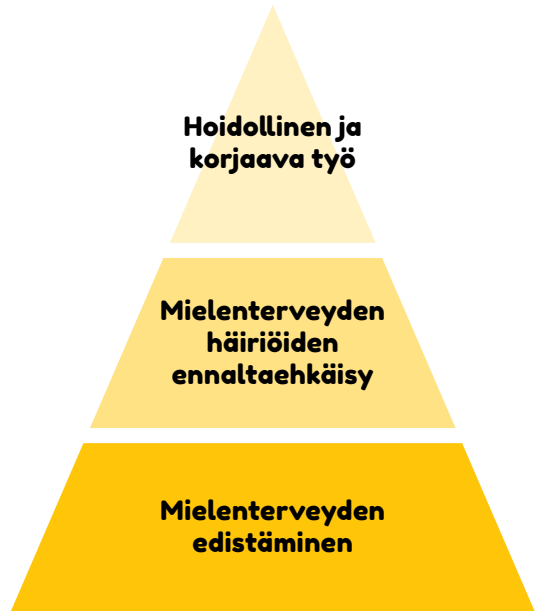 Hoidollinen ja
korjaava työ
Mielenterveyden
häiriöiden
ennaltaehkäisy
Mielenterveyden
edistäminen